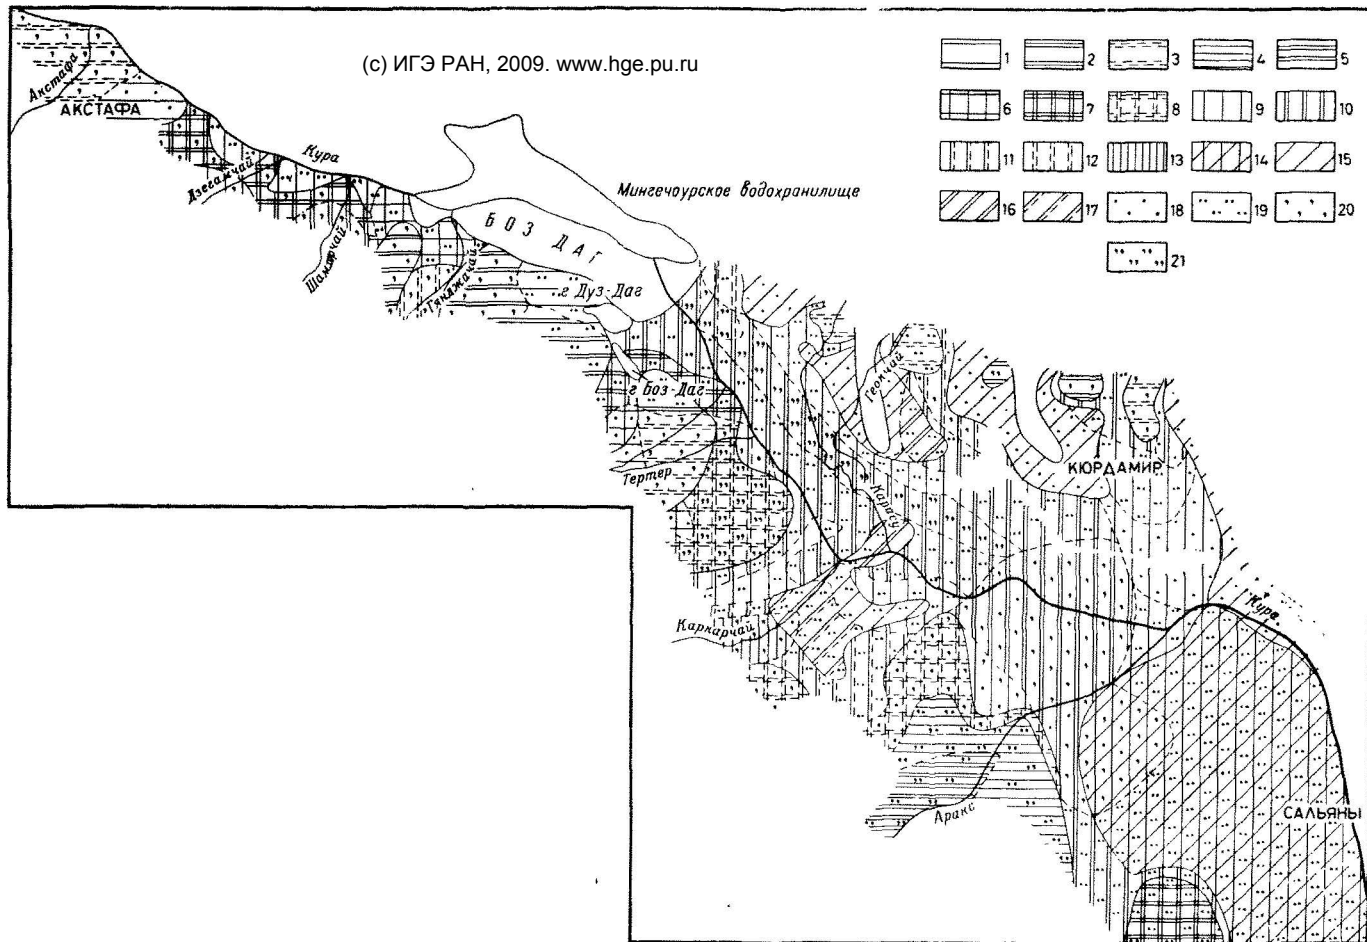 (с) ИГЭ РАН, 2009. www.hge.pu.ru
1 2 3 4 5
6 7 8 9 10
11 12 13 14 15
16 17 18 19 20
21
Акстафа
АКСТАФА
Дзегамчай
Кура
Шамхорчай
Гянджачай
Мингечоурское водохранилище
БОЗ ДАГ
г Дуз-Даг
г Боз-Даг
Тертер
Геокчай
КЮРДАМИР
Карасу
Каркарчай
Кура
Аракс
САЛЬЯНЫ